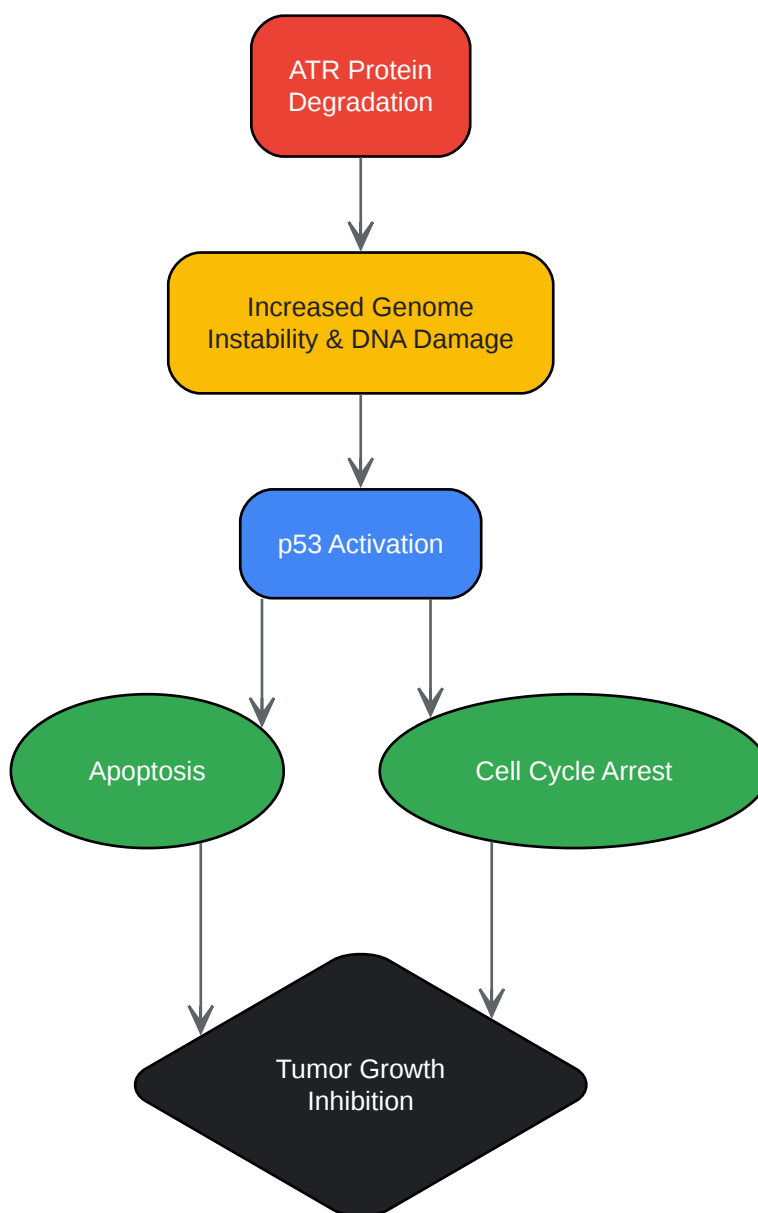 ATR Protein
Degradation
Increased Genome
Instability & DNA Damage
p53 Activation
Apoptosis
Cell Cycle Arrest
Tumor Growth
Inhibition